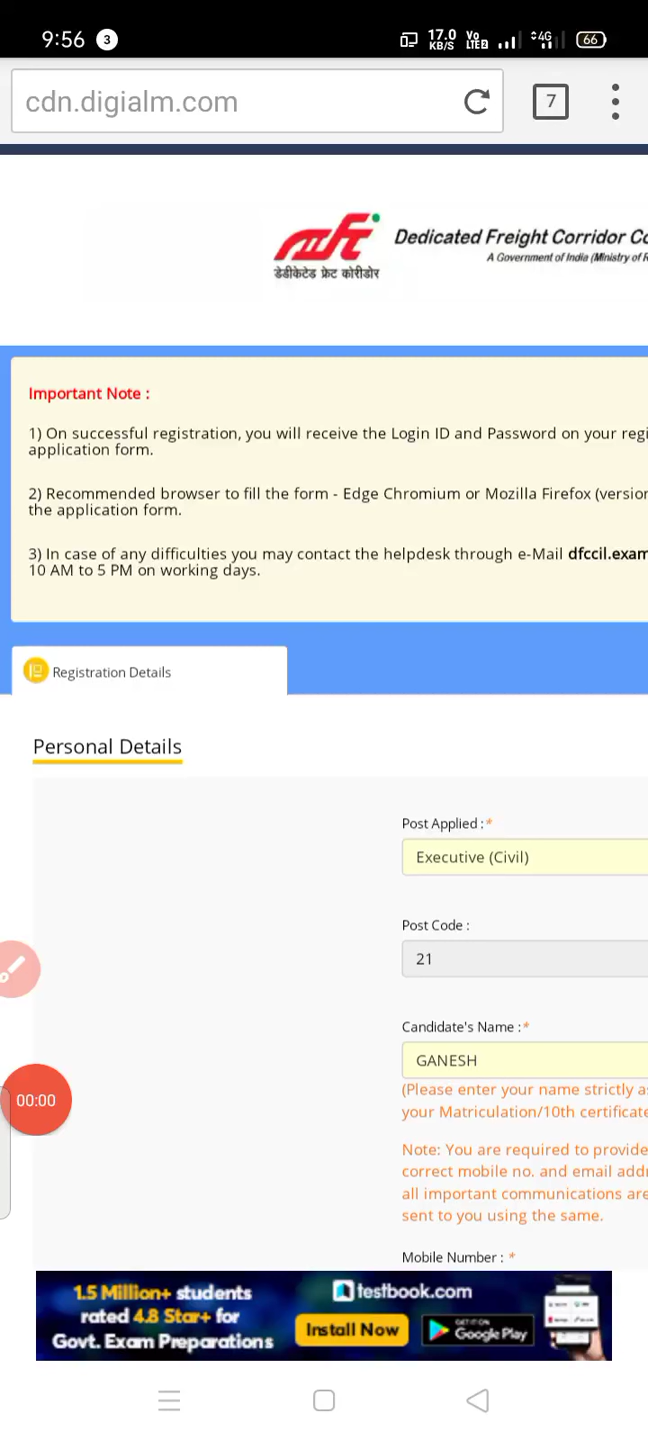 9:56 3 17.0 KB/S Vo LTE2 4G 66
cdn.digialm.com 7
Dedicated Freight Corridor Co
A Government of India (Ministry of R
डेडीकेटेड फ्रेट कोरीडोर
Important Note :
1) On successful registration, you will receive the Login ID and Password on your regi
application form.
2) Recommended browser to fill the form - Edge Chromium or Mozilla Firefox (version
the application form.
3) In case of any difficulties you may contact the helpdesk through e-Mail dfccil.exam
10 AM to 5 PM on working days.
Registration Details
Personal Details
Post Applied :*
Executive (Civil)
Post Code :
21
Candidate's Name :*
GANESH
(Please enter your name strictly as
your Matriculation/10th certificate
00:00
Note: You are required to provide
correct mobile no. and email addr
all important communications are
sent to you using the same.
Mobile Number : *
1.5 Million+ students
rated 4.8 Star+ for
Govt. Exam Preparations
testbook.com
Install Now
GET IT ON
Google Play